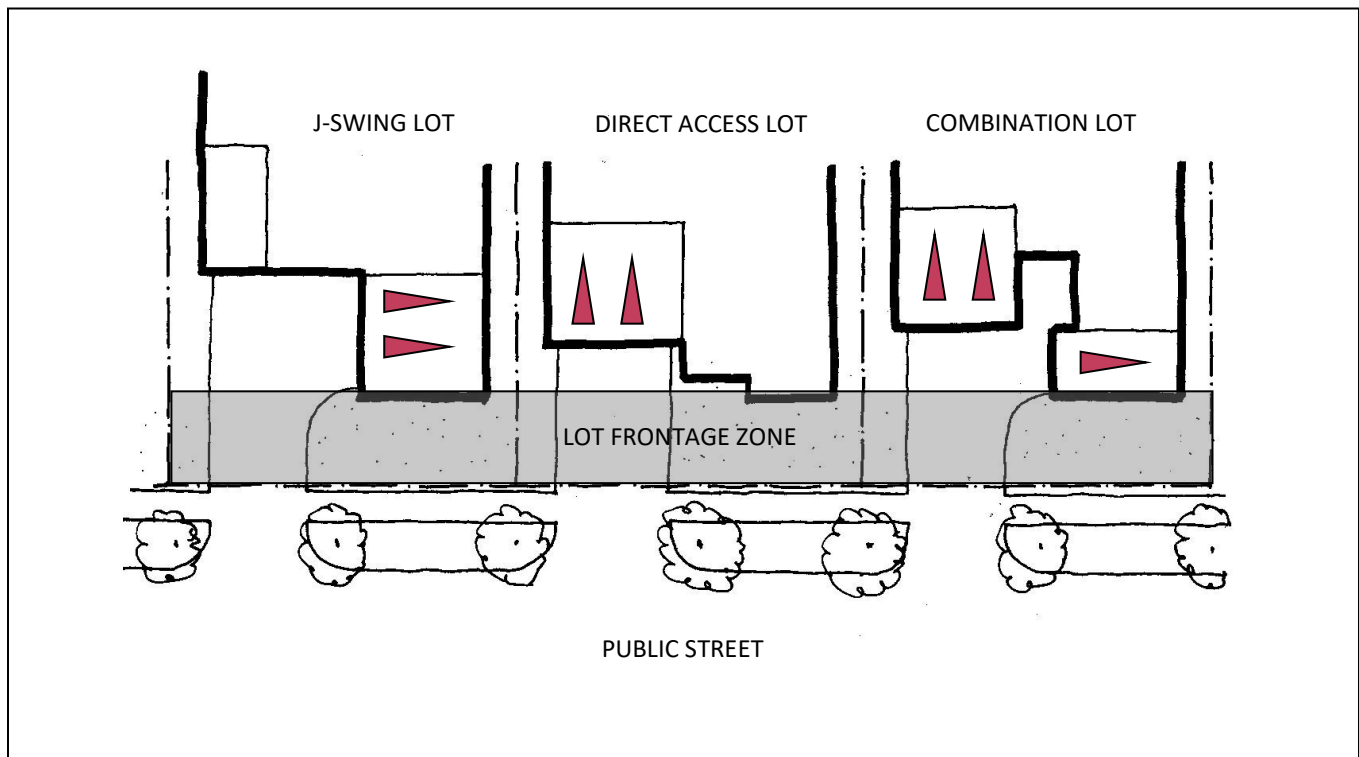 J-SWING LOT
DIRECT ACCESS LOT
COMBINATION LOT
LOT FRONTAGE ZONE
PUBLIC STREET